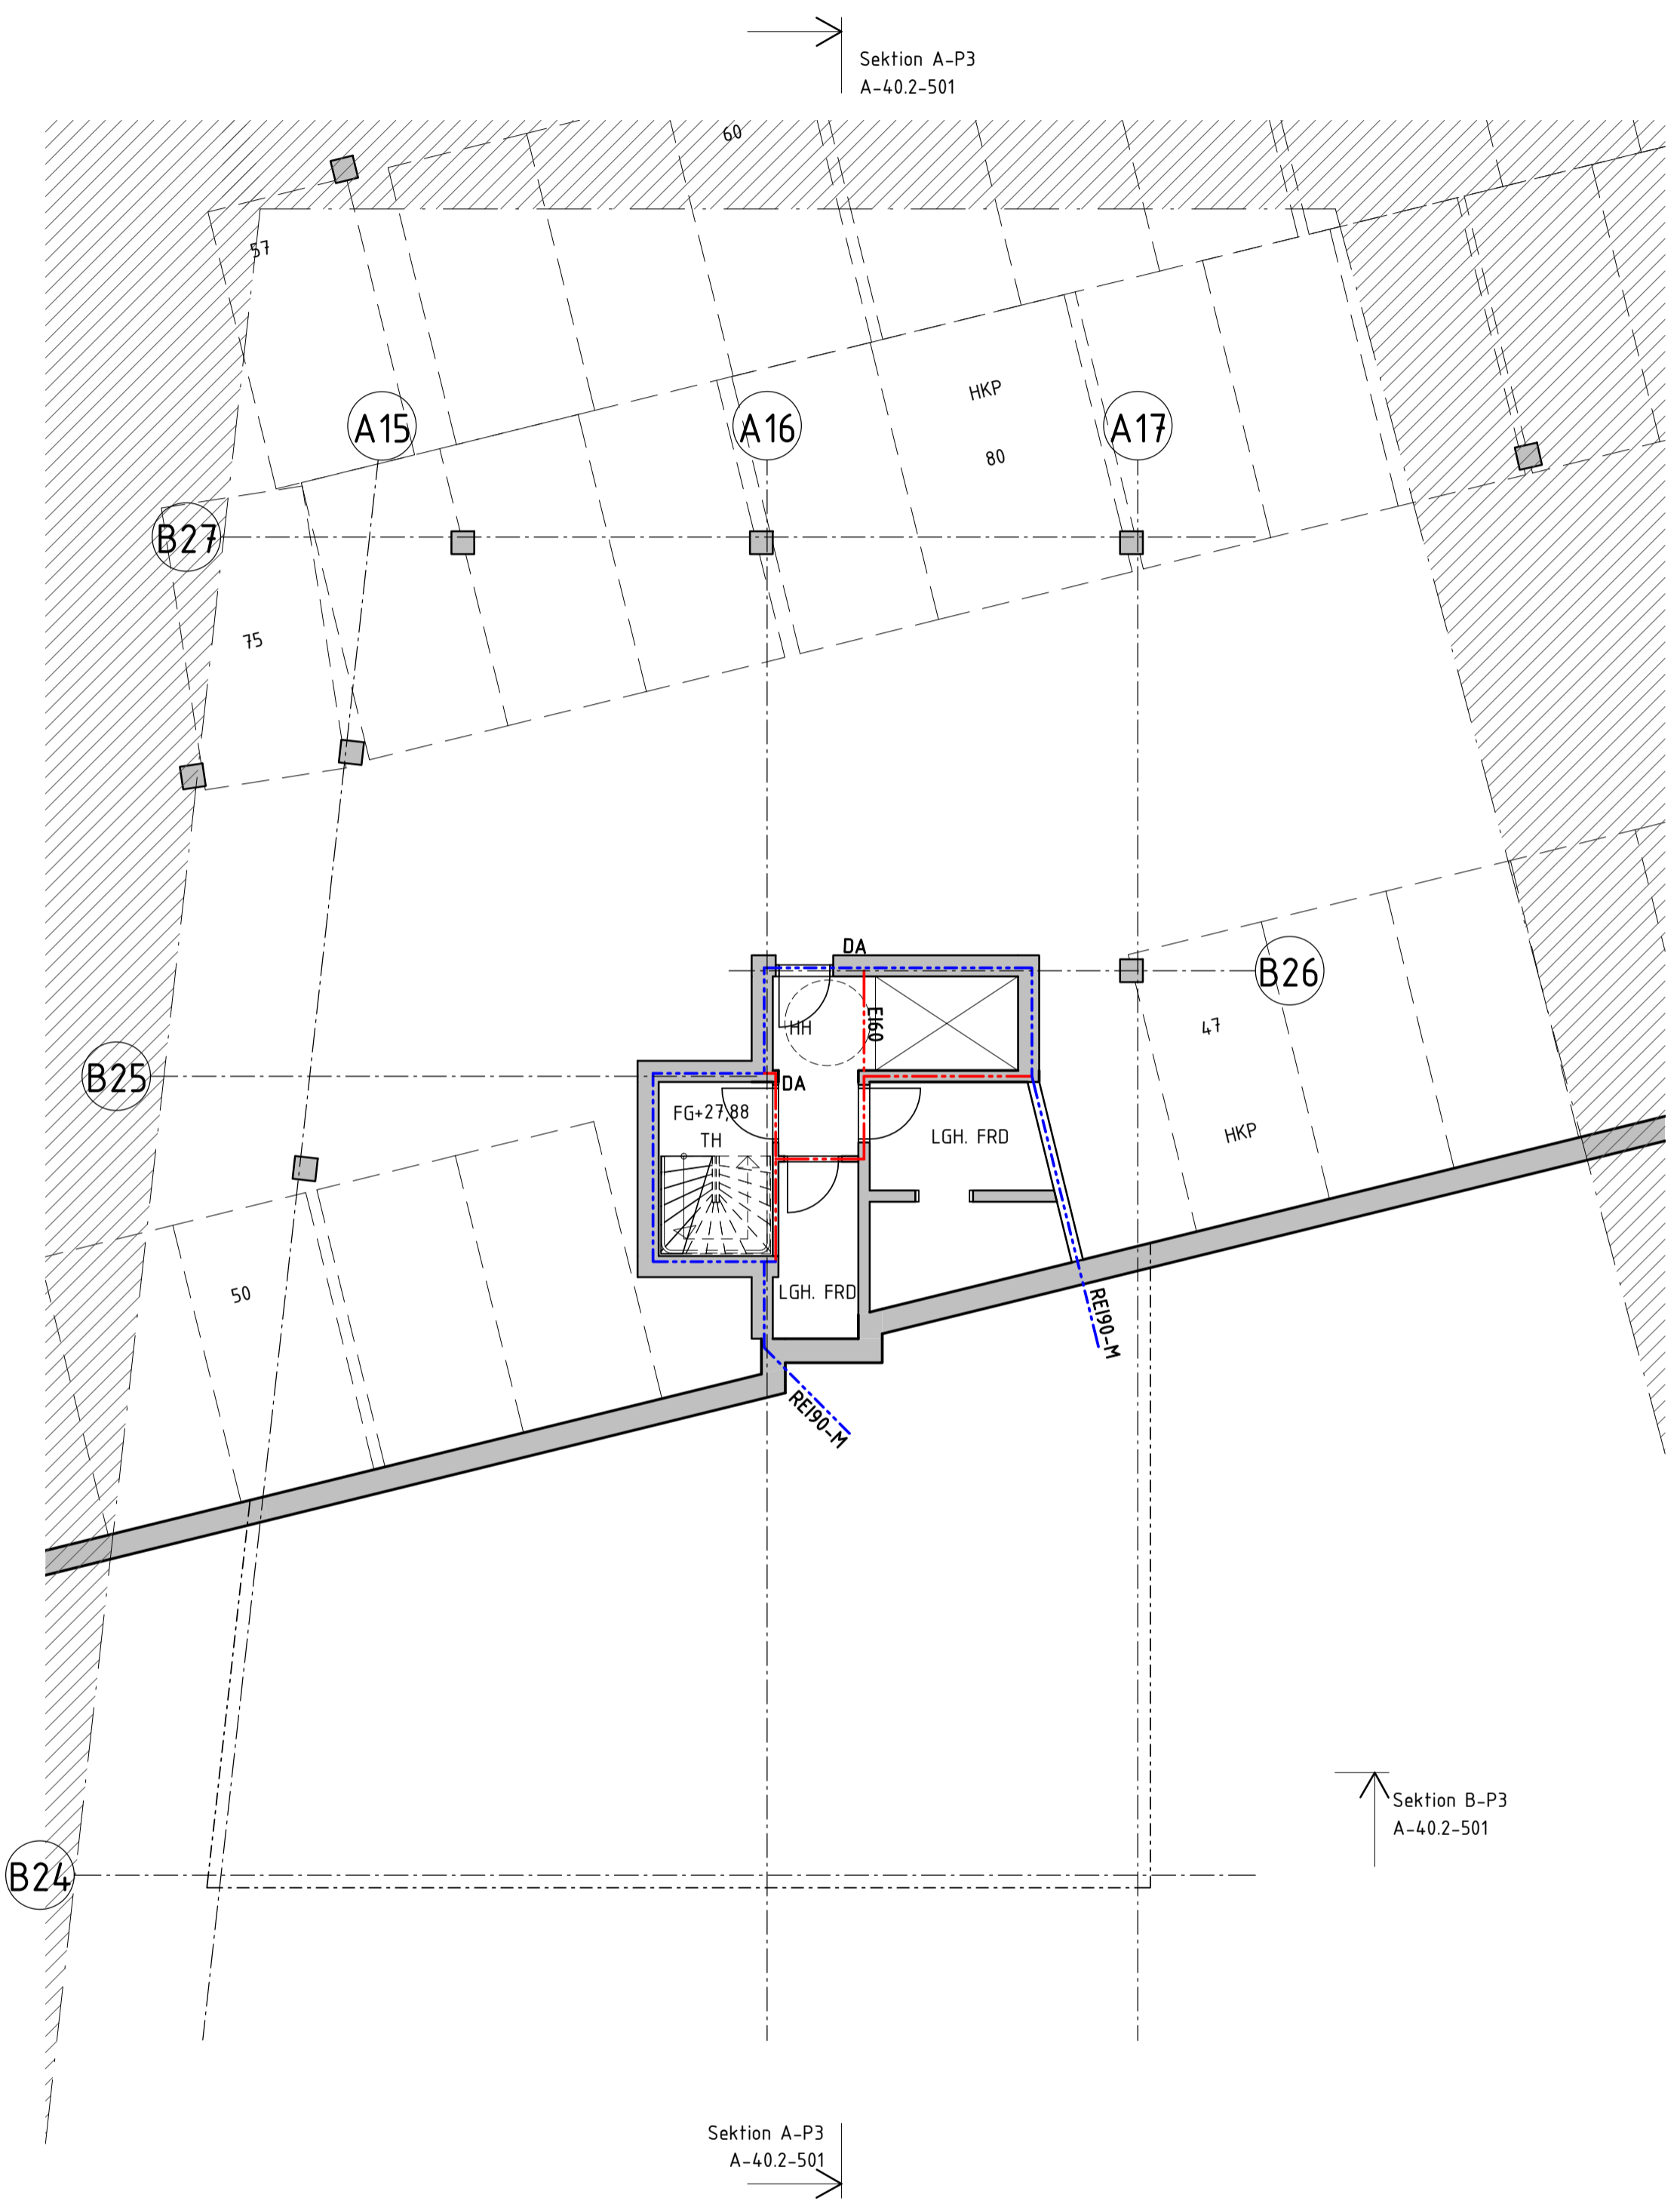 Sektion A-P3
A-40.2-501
60
57
HKP
A15
A16
A17
80
B27
75
DA
B26
EI60
HH
47
B25
DA
FG+27,88
TH
LGH. FRD
HKP
50
LGH. FRD
REI90-M
REI90-M
Sektion B-P3
A-40.2-501
B24
Sektion A-P3
A-40.2-501